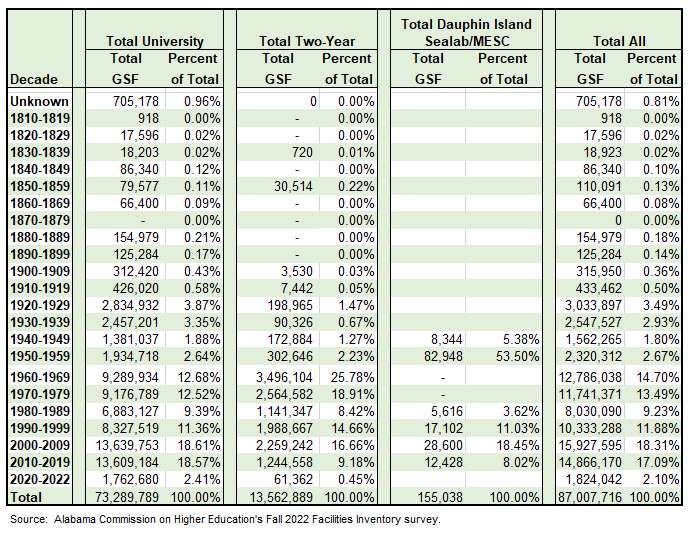 Total Dauphin Island
Total University Total Two-Year Sealab/MESC Total All
Total Percent Total Percent Total Percent Total Percent
Decade GSF of Total GSF of Total GSF of Total GSF of Total
Unknown 705,178 0.96% 0 0.00% 705,178 0.81%
1810-1819 918 0.00% - 0.00% 918 0.00%
1820-1829 17,596 0.02% - 0.00% 17,596 0.02%
1830-1839 18,203 0.02% 720 0.01% 18,923 0.02%
1840-1849 86,340 0.12% - 0.00% 86,340 0.10%
1850-1859 79,577 0.11% 30,514 0.22% 110,091 0.13%
1860-1869 66,400 0.09% - 0.00% 66,400 0.08%
1870-1879 - 0.00% - 0.00% 0 0.00%
1880-1889 154,979 0.21% - 0.00% 154,979 0.18%
1890-1899 125,284 0.17% - 0.00% 125,284 0.14%
1900-1909 312,420 0.43% 3,530 0.03% 315,950 0.36%
1910-1919 426,020 0.58% 7,442 0.05% 433,462 0.50%
1920-1929 2,834,932 3.87% 198,965 1.47% 3,033,897 3.49%
1930-1939 2,457,201 3.35% 90,326 0.67% 2,547,527 2.93%
1940-1949 1,381,037 1.88% 172,884 1.27% 8,344 5.38% 1,562,265 1.80%
1950-1959 1,934,718 2.64% 302,646 2.23% 82,948 53.50% 2,320,312 2.67%
1960-1969 9,289,934 12.68% 3,496,104 25.78% - 12,786,038 14.70%
1970-1979 9,176,789 12.52% 2,564,582 18.91% - 11,741,371 13.49%
1980-1989 6,883,127 9.39% 1,141,347 8.42% 5,616 3.62% 8,030,090 9.23%
1990-1999 8,327,519 11.36% 1,988,667 14.66% 17,102 11.03% 10,333,288 11.88%
2000-2009 13,639,753 18.61% 2,259,242 16.66% 28,600 18.45% 15,927,595 18.31%
2010-2019 13,609,184 18.57% 1,244,558 9.18% 12,428 8.02% 14,866,170 17.09%
2020-2022 1,762,680 2.41% 61,362 0.45% 1,824,042 2.10%
Total 73,289,789 100.00% 13,562,889 100.00% 155,038 100.00% 87,007,716 100.00%
Source: Alabama Commission on Higher Education's Fall 2022 Facilities Inventory survey.